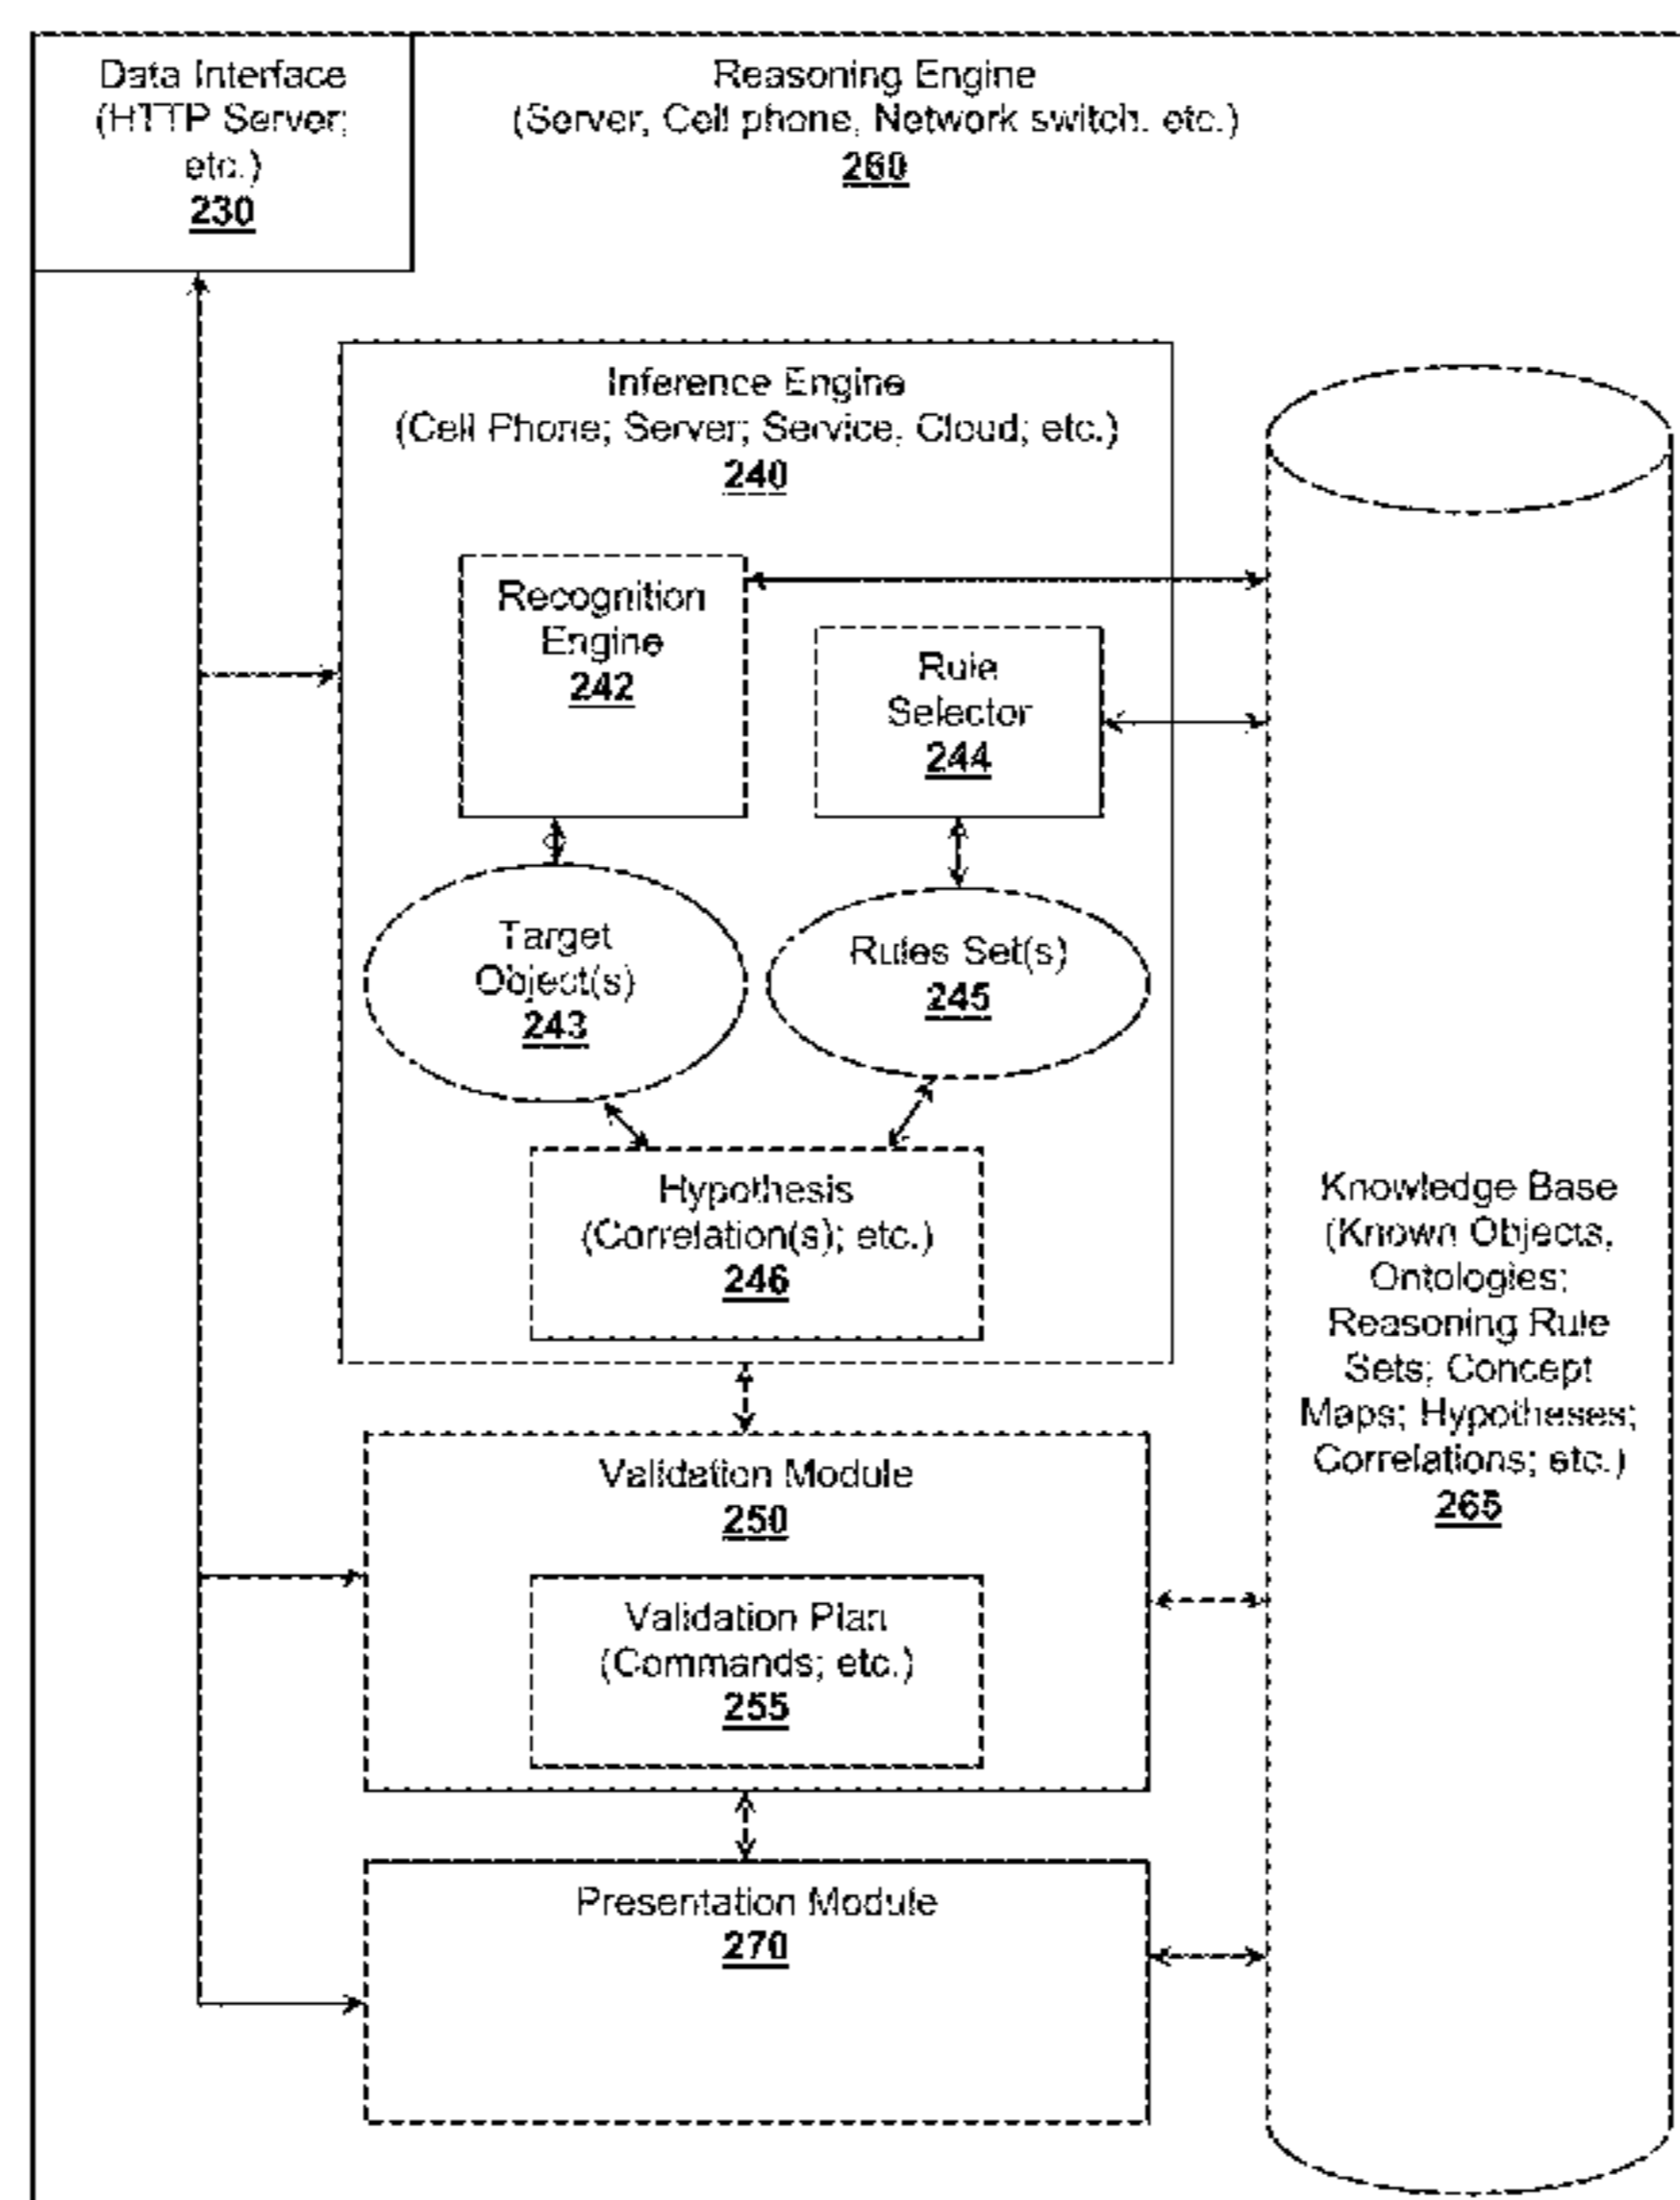 Data Interface
(HTTP Server;
etc.)
230
Reasoning Engine
(Server, Cell phone, Network switch, etc.)
260
Inference Engine
(Cell Phone; Server; Service, Cloud; etc.)
240
Recognition
Engine
242
Rule
Selector
244
Target
Object(s)
243
Rules Set(s)
245
Hypothesis
(Correlation(s); etc.)
246
Validation Module
250
Validation Plan
(Commands; etc.)
255
Presentation Module
270
Knowledge Base
(Known Objects,
Ontologies;
Reasoning Rule
Sets; Concept
Maps; Hypotheses;
Correlations; etc.)
265